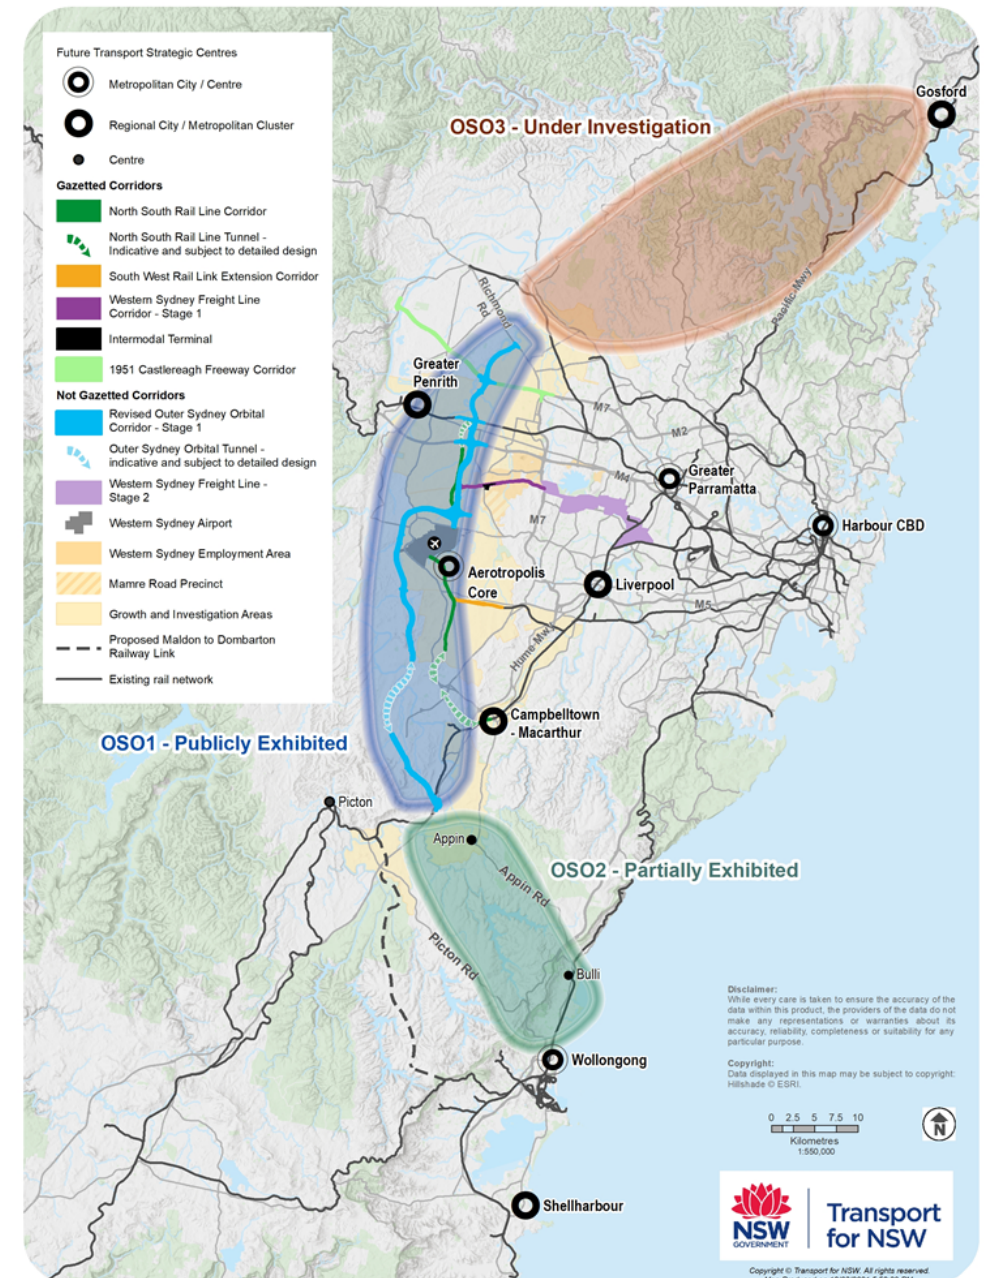 Future Transport Strategic Centres
Metropolitan City / Centre
Regional City / Metropolitan Cluster
Centre
Gazetted Corridors
North South Rail Line Corridor
North South Rail Line Tunnel -
Indicative and subject to detailed design
South West Rail Link Extension Corridor
Western Sydney Freight Line
Corridor - Stage 1
Intermodal Terminal
1951 Castlereagh Freeway Corridor
Not Gazetted Corridors
Revised Outer Sydney Orbital
Corridor - Stage 1
Outer Sydney Orbital Tunnel -
indicative and subject to detailed design
Western Sydney Freight Line -
Stage 2
Western Sydney Airport
Western Sydney Employment Area
Mamre Road Precinct
Growth and Investigation Areas
Proposed Maldon to Dombarton
Railway Link
Existing rail network
Gosford
OSO3 - Under Investigation
Pacific Mwy
Richmond
Rd
Greater
Penrith
M7
M2
M4
Greater
Parramatta
M7
Harbour CBD
Aerotropolis
Core
Liverpool
M5
Hume Mwy
Campbelltown
- Macarthur
OSO1 - Publicly Exhibited
Picton
Appin
Appin Rd
OSO2 - Partially Exhibited
Picton Rd
Bulli
Wollongong
Shellharbour
Disclaimer:
While every care is taken to ensure the accuracy of the
data within this product, the providers of the data do not
make any representations or warranties about its
accuracy, reliability, completeness or suitability for any
particular purpose.
Copyright:
Data displayed in this map may be subject to copyright:
Hillshade © ESRI.
0 2.5 5 7.5 10
Kilometres
1:550,000
N
NSW
GOVERNMENT
Transport
for NSW
Copyright © Transport for NSW. All rights reserved.